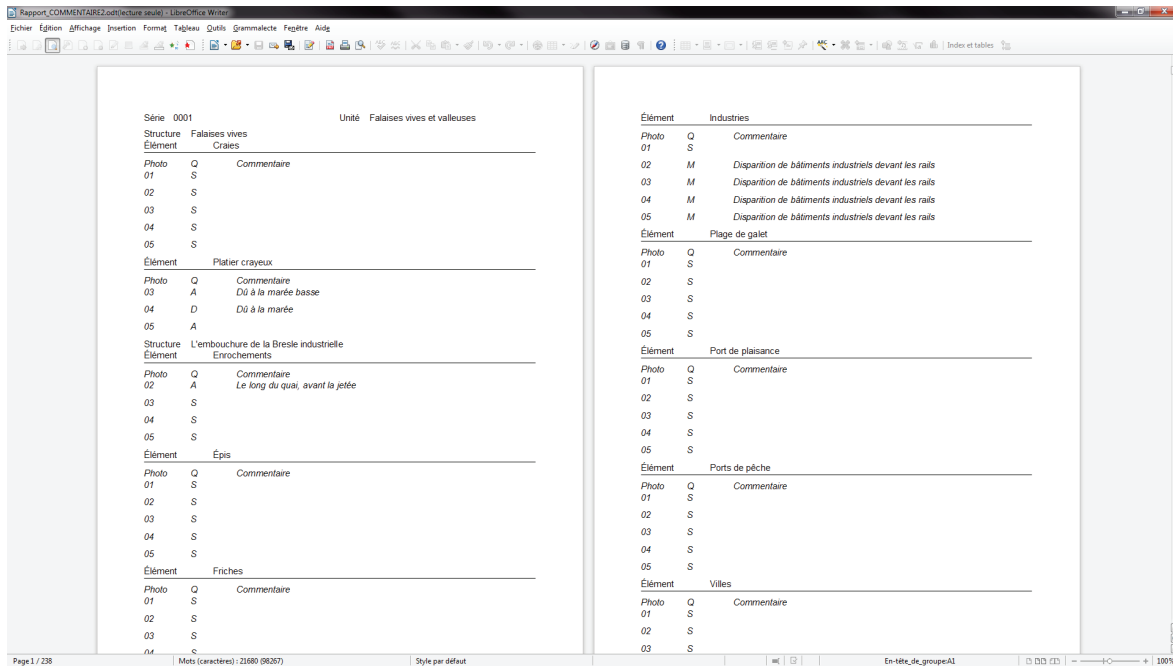 Rapport_COMMENTAIRE2.odt(lecture seule) - LibreOffice Writer
Fichier Edition Affichage Insertion Format Tableau Outils Grammalecte Fenêtre Aide
Index et tables
Série 0001 Unité Falaises vives et valleuses
Structure Falaises vives
Élément Craies
Photo Q Commentaire
01 S
02 S
03 S
04 S
05 S
Élément Platier crayeux
Photo Q Commentaire
03 A Dû à la marée basse
04 D Dû à la marée
05 A
Structure L'embouchure de la Bresle industrielle
Élément Enrochements
Photo Q Commentaire
02 A Le long du quai, avant la jetée
03 S
04 S
05 S
Élément Épis
Photo Q Commentaire
01 S
02 S
03 S
04 S
05 S
Élément Friches
Photo Q Commentaire
01 S
02 S
03 S
04 S
Élément Industries
Photo Q Commentaire
01 S
02 M Disparition de bâtiments industriels devant les rails
03 M Disparition de bâtiments industriels devant les rails
04 M Disparition de bâtiments industriels devant les rails
05 M Disparition de bâtiments industriels devant les rails
Élément Plage de galet
Photo Q Commentaire
01 S
02 S
03 S
04 S
05 S
Élément Port de plaisance
Photo Q Commentaire
01 S
02 S
03 S
04 S
05 S
Élément Ports de pêche
Photo Q Commentaire
01 S
02 S
03 S
04 S
05 S
Élément Villes
Photo Q Commentaire
01 S
02 S
03 S
Page 1 / 238 Mots (caractères) : 21680 (98267) Style par défaut En-tête_de_groupe:A1 100%